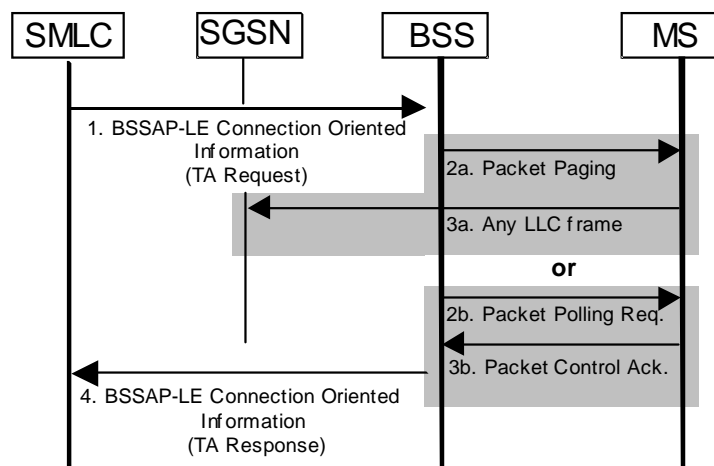 SMLC
SGSN
BSS
MS
1. BSSAP-LE Connection Oriented
Information
(TA Request)
2a. Packet Paging
3a. Any LLC frame
or
2b. Packet Polling Req.
3b. Packet Control Ack.
4. BSSAP-LE Connection Oriented
Information
(TA Response)